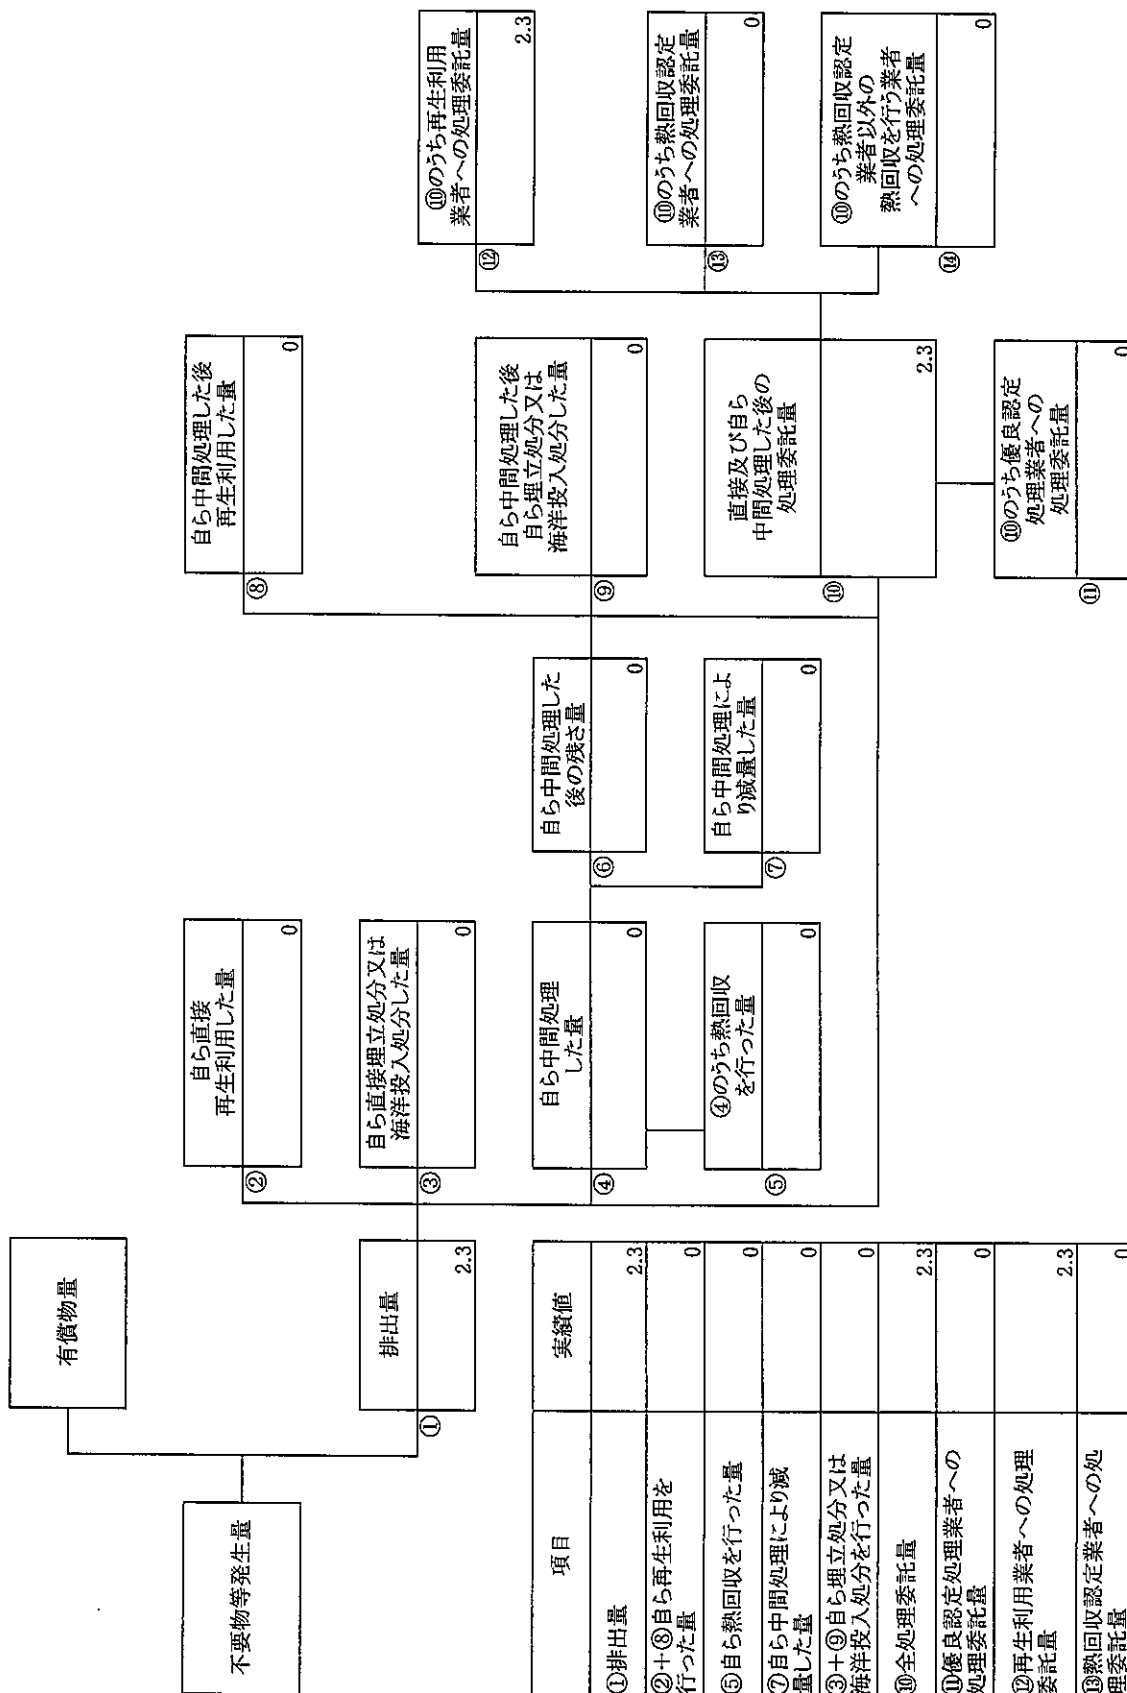 不要物等発生量
有償物量
排出量
①
2.3
自ら直接
再生利用した量
②
0
自ら直接埋立処分又は
海洋投入処分した量
③
0
自ら中間処理
した量
④
0
④のうち熱回収
を行った量
⑤
0
自ら中間処理した
後の残さ量
⑥
0
自ら中間処理によ
り減量した量
⑦
0
自ら中間処理した後
再生利用した量
⑧
0
自ら中間処理した後
自ら埋立処分又は
海洋投入処分した量
⑨
0
直接及び自ら
中間処理した後の
処理委託量
⑩
2.3
⑩のうち優良認定
処理業者への
処理委託量
⑪
0
⑩のうち再生利用
業者への処理委託量
⑫
2.3
⑩のうち熱回収認定
業者への処理委託量
⑬
0
⑩のうち熱回収認定
業者以外の
熱回収を行う業者
への処理委託量
⑭
0
項目 実績値
①排出量 2.3
②+⑧自ら再生利用を
行った量 0
⑤自ら熱回収を行った量 0
⑦自ら中間処理により減
量した量 0
③+⑨自ら埋立処分又は
海洋投入処分を行った量 0
⑩全処理委託量 2.3
⑪優良認定処理業者への
処理委託量 0
⑫再生利用業者への処理
委託量 2.3
⑬熱回収認定業者への処
理委託量 0